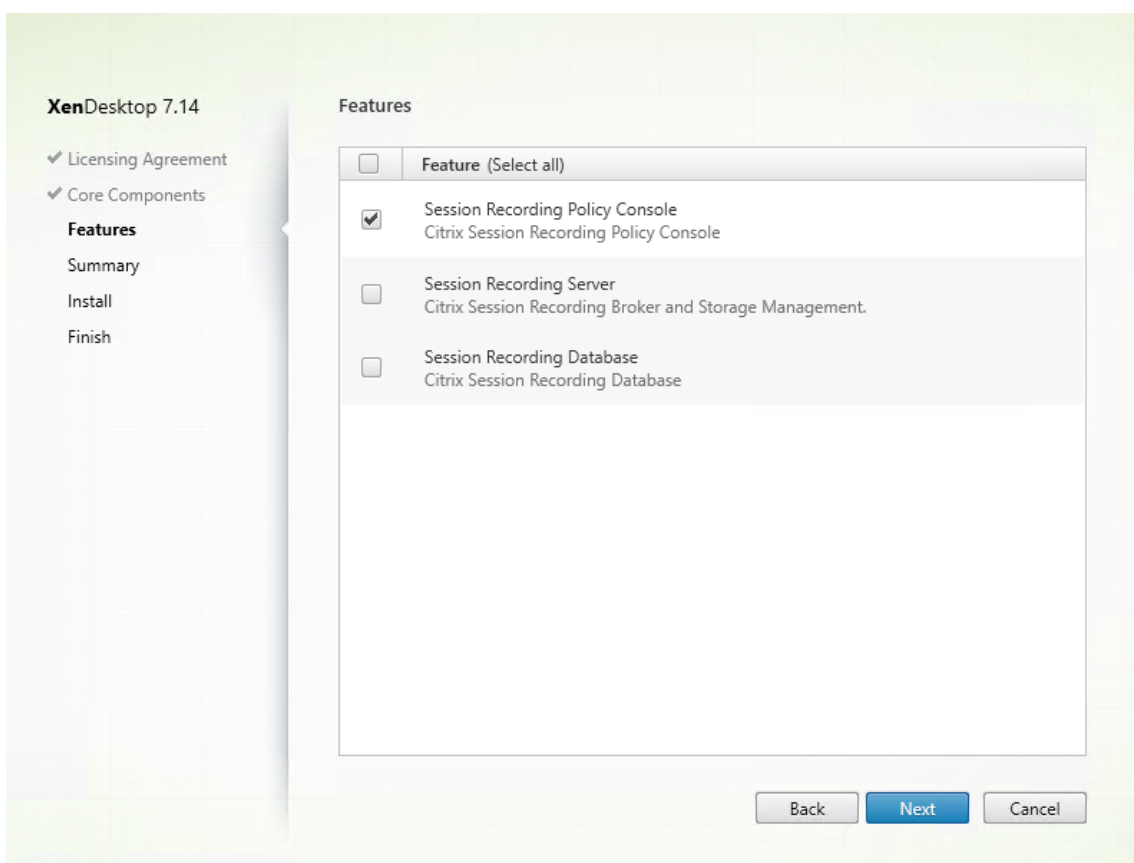 XenDesktop 7.14
Licensing Agreement
Core Components
Features
Summary
Install
Finish
Features
Feature (Select all)
Session Recording Policy Console
Citrix Session Recording Policy Console
Session Recording Server
Citrix Session Recording Broker and Storage Management.
Session Recording Database
Citrix Session Recording Database
Back
Next
Cancel